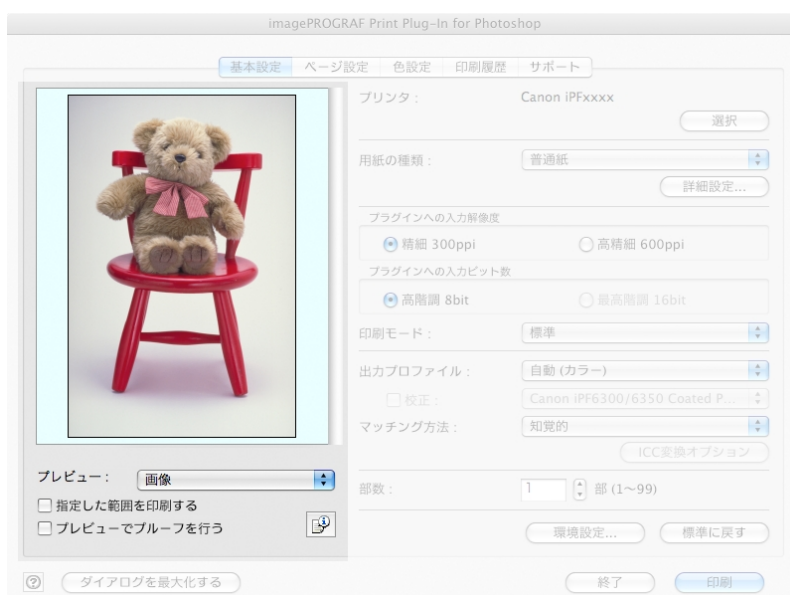 imagePROGRAF Print Plug-In for Photoshop
基本設定 ページ設定 色設定 印刷履歴 サポート
プリンタ: Canon iPFxxxx
選択
用紙の種類: 普通紙
詳細設定...
プラグインへの入力解像度
精細 300ppi 高精細 600ppi
プラグインへの入力ビット数
高階調 8bit 最高階調 16bit
印刷モード: 標準
出力プロファイル: 自動 (カラー)
校正: Canon iPF6300/6350 Coated P...
マッチング方法: 知覚的
ICC変換オプション
プレビュー: 画像
指定した範囲を印刷する
プレビューでプルーフを行う
部数: 1 部 (1〜99)
環境設定... 標準に戻す
? ダイアログを最大化する 終了 印刷